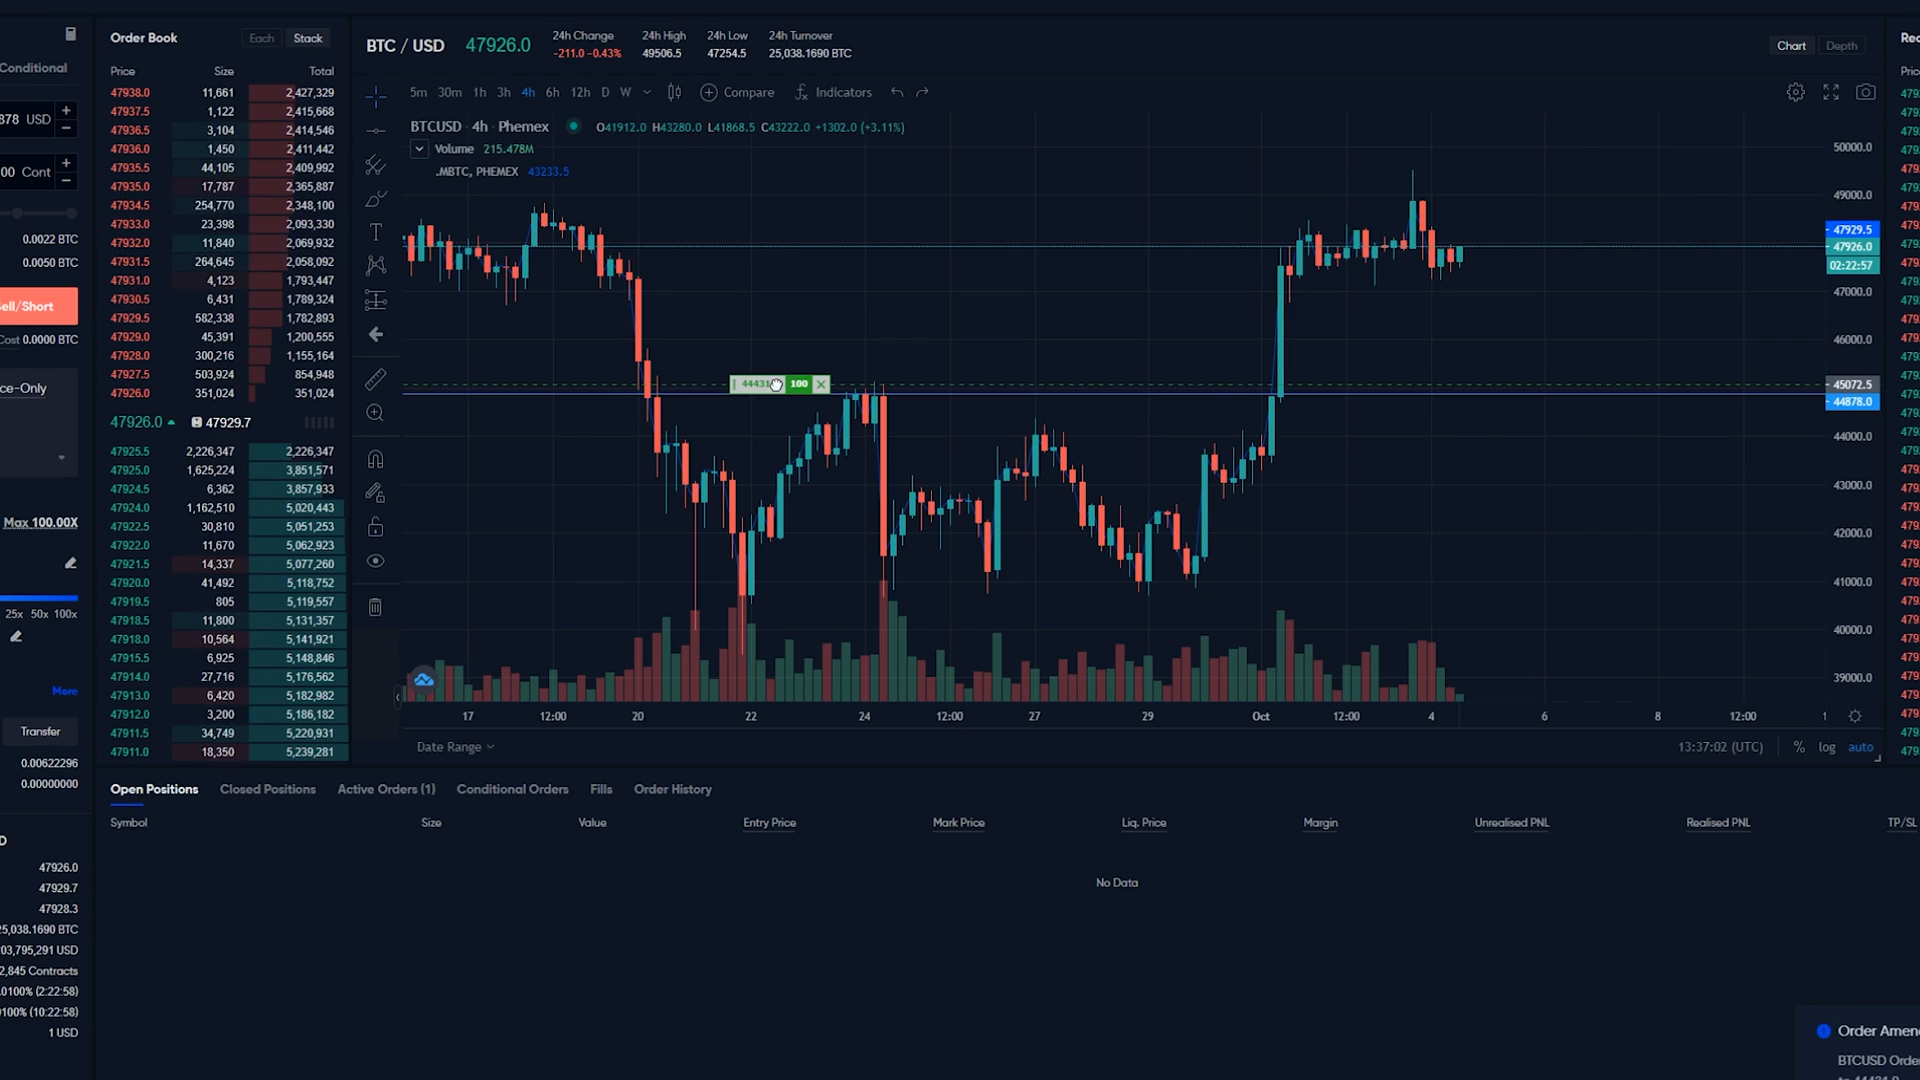 Conditional
878 USD
+
−
00 Cont
+
−
0.0022 BTC
0.0050 BTC
ell/Short
Cost 0.0000 BTC
ce-Only
Max 100.00X
25x 50x 100x
More
Transfer
0.00622296
0.00000000
D
47926.0
47929.7
47928.3
25,038.1690 BTC
03,795,291 USD
2,845 Contracts
.0100% (2:22:58)
0100% (10:22:58)
1 USD
Order Book Each Stack
Price Size Total
47938.0 11,661 2,427,329
47937.5 1,122 2,415,668
47936.5 3,104 2,414,546
47936.0 1,450 2,411,442
47935.5 44,105 2,409,992
47935.0 17,787 2,365,887
47934.5 254,770 2,348,100
47933.0 23,398 2,093,330
47932.0 11,840 2,069,932
47931.5 264,645 2,058,092
47931.0 4,123 1,793,447
47930.5 6,431 1,789,324
47929.5 582,338 1,782,893
47929.0 45,391 1,200,555
47928.0 300,216 1,155,164
47927.5 503,924 854,948
47926.0 351,024 351,024
47926.0 47929.7
47925.5 2,226,347 2,226,347
47925.0 1,625,224 3,851,571
47924.5 6,362 3,857,933
47924.0 1,162,510 5,020,443
47922.5 30,810 5,051,253
47922.0 11,670 5,062,923
47921.5 14,337 5,077,260
47920.0 41,492 5,118,752
47919.5 805 5,119,557
47918.5 11,800 5,131,357
47918.0 10,564 5,141,921
47915.5 6,925 5,148,846
47914.0 27,716 5,176,562
47913.0 6,420 5,182,982
47912.0 3,200 5,186,182
47911.5 34,749 5,220,931
47911.0 18,350 5,239,281
BTC / USD 47926.0
24h Change
-211.0 -0.43%
24h High
49506.5
24h Low
47254.5
24h Turnover
25,038.1690 BTC
Chart Depth
5m 30m 1h 3h 4h 6h 12h D W Compare Indicators
BTCUSD 4h Phemex O41912.0 H43280.0 L41868.5 C43222.0 +1302.0 (+3.11%)
Volume 215.478M
.MBTC, PHEMEX 43233.5
T
44431 100 ×
50000.0
49000.0
47929.5
47926.0
02:22:57
47000.0
46000.0
45072.5
44878.0
44000.0
43000.0
42000.0
41000.0
40000.0
39000.0
17 12:00 20 22 24 12:00 27 29 Oct 12:00 4 6 8 12:00 1
Date Range 13:37:02 (UTC) % log auto
Open Positions Closed Positions Active Orders (1) Conditional Orders Fills Order History
Symbol Size Value Entry Price Mark Price Liq. Price Margin Unrealised PNL Realised PNL TP/SL
No Data
Rec
Pric
Order Amen
BTCUSD Order